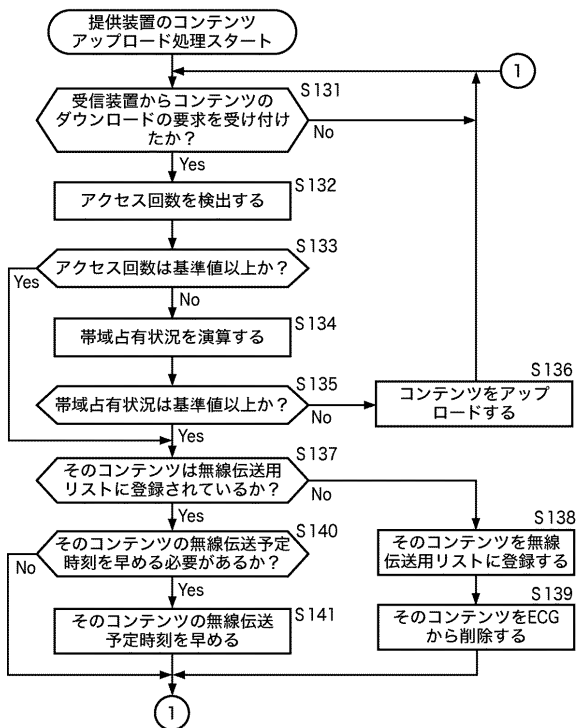 提供装置のコンテンツ
アップロード処理スタート
1
S131
受信装置からコンテンツの
ダウンロードの要求を受け付け
たか？
No
Yes
S132
アクセス回数を検出する
S133
アクセス回数は基準値以上か？
Yes
No
S134
帯域占有状況を演算する
S135
帯域占有状況は基準値以上か？
No
Yes
S136
コンテンツをアップ
ロードする
S137
そのコンテンツは無線伝送用
リストに登録されているか？
No
Yes
S138
そのコンテンツを無線
伝送用リストに登録する
S139
そのコンテンツをECG
から削除する
S140
そのコンテンツの無線伝送予定
時刻を早める必要があるか？
No
Yes
S141
そのコンテンツの無線伝送
予定時刻を早める
1